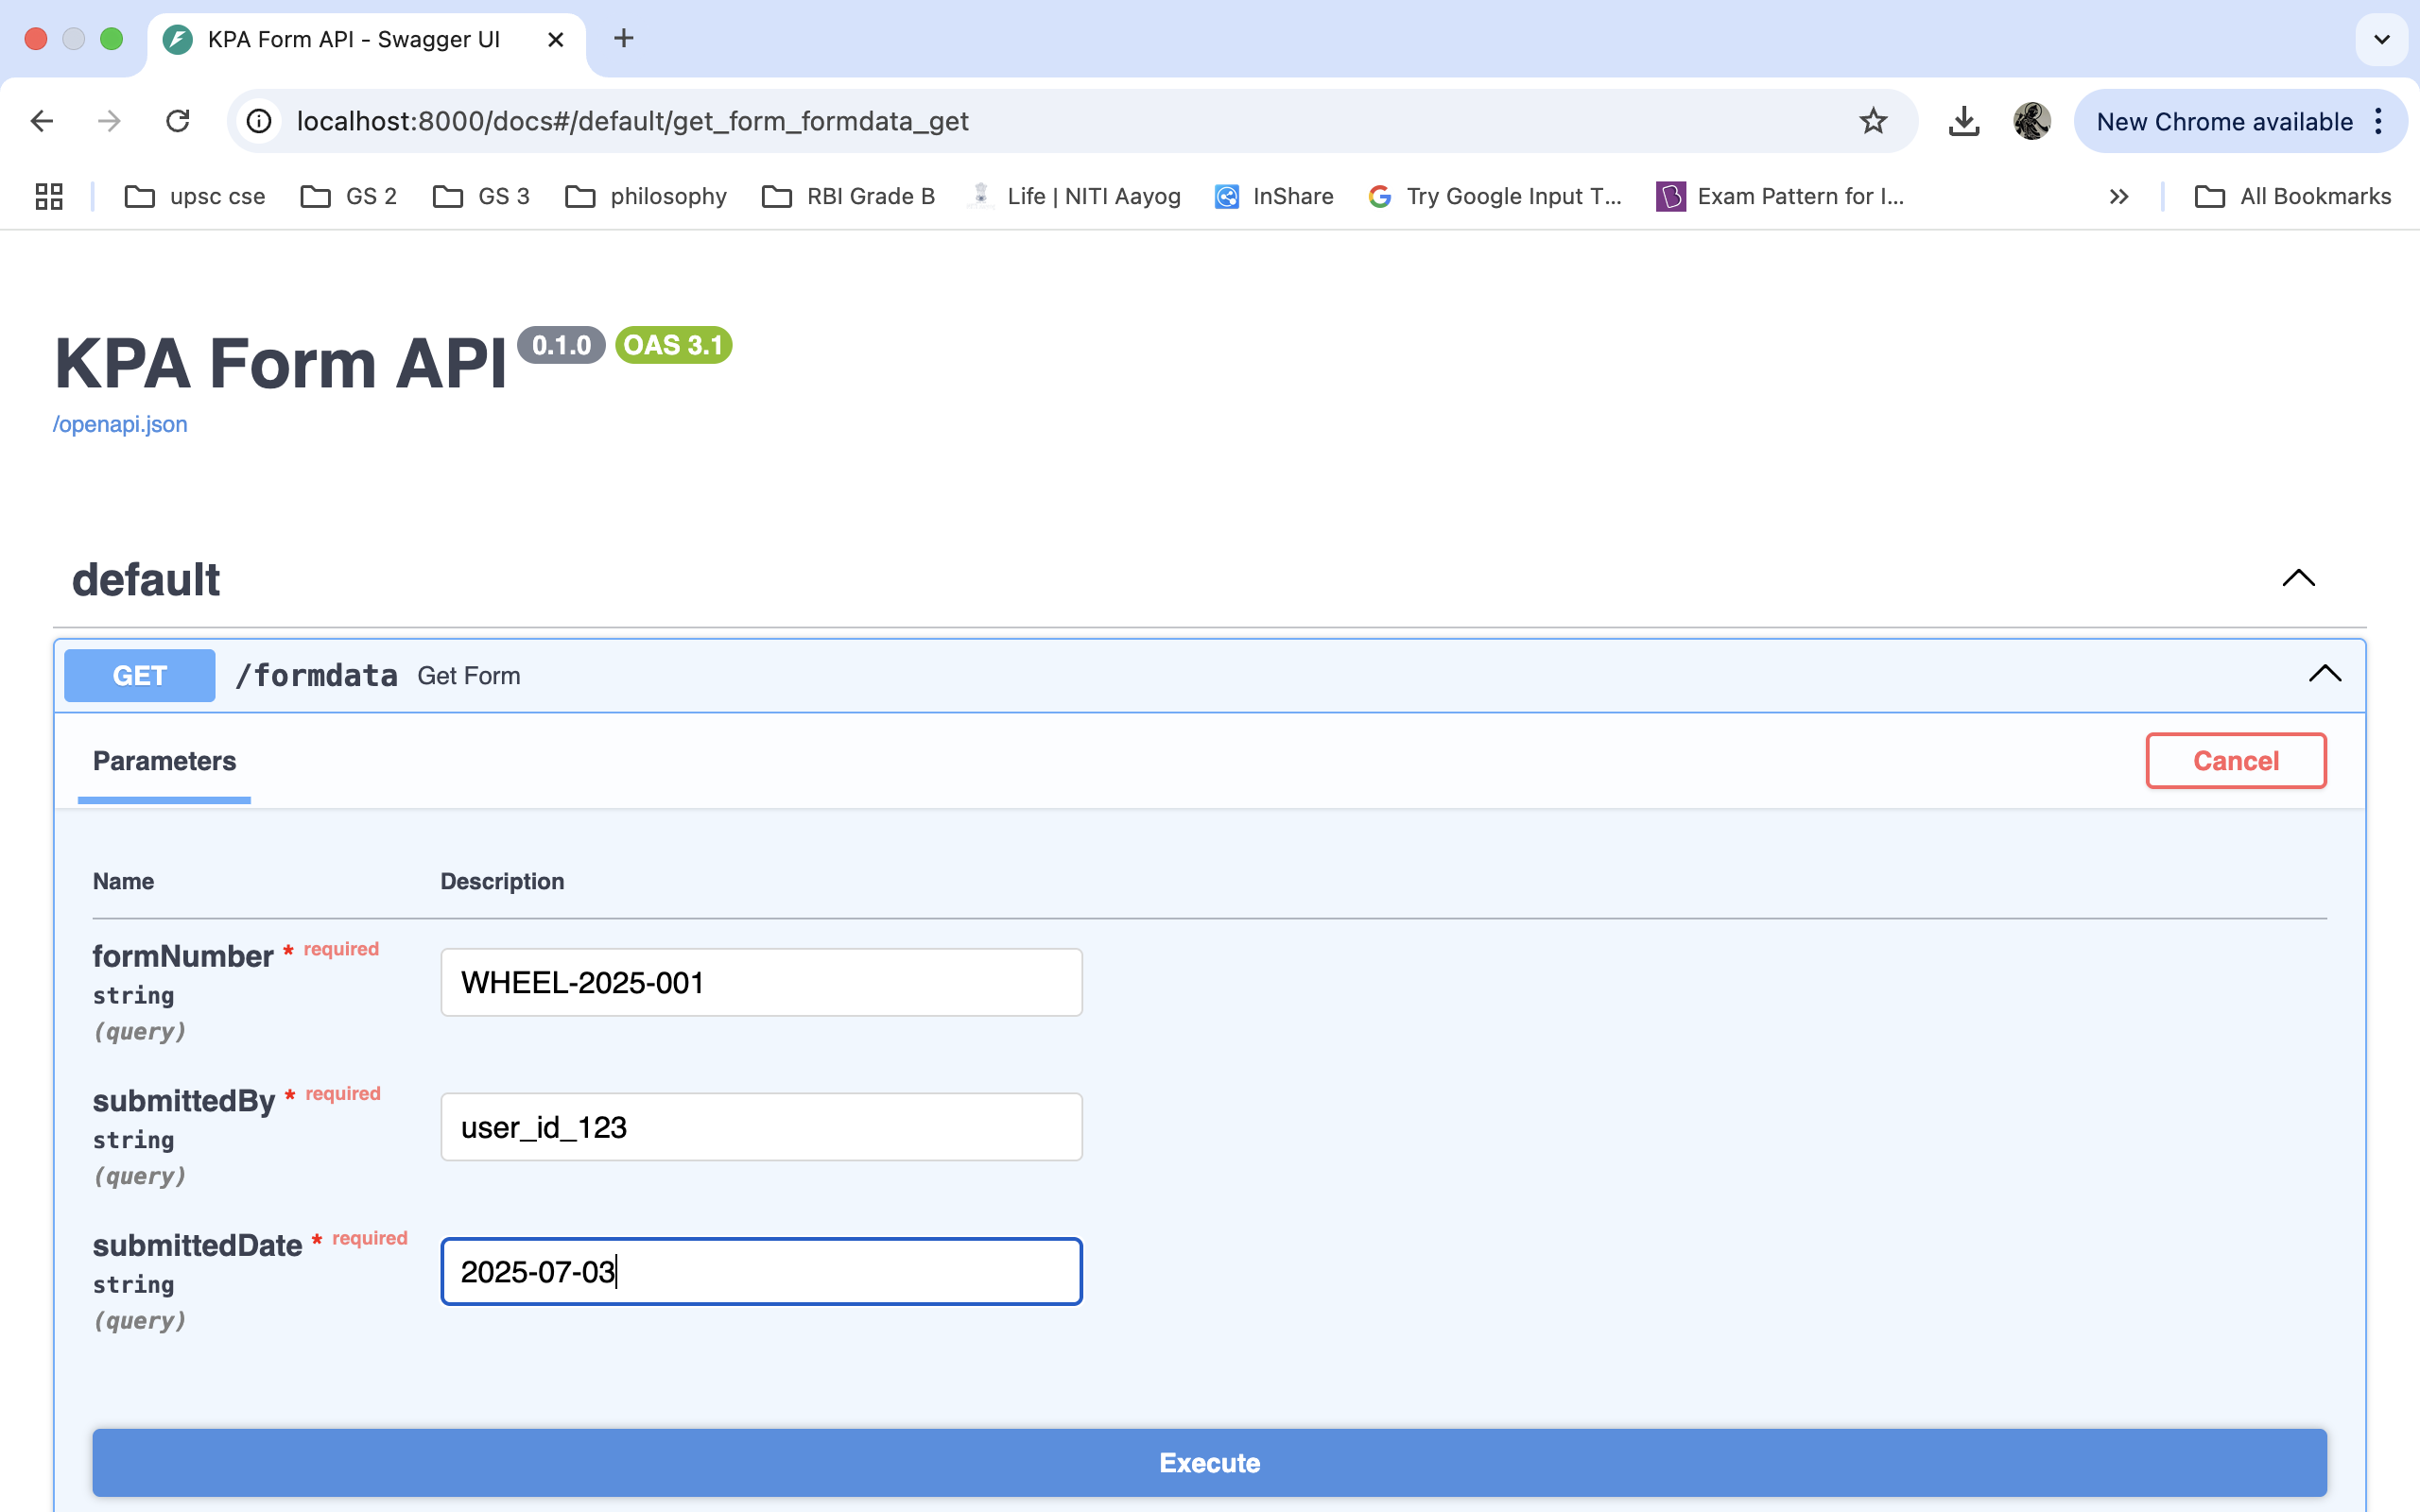 KPA Form API - Swagger UI
localhost:8000/docs#/default/get_form_formdata_get
New Chrome available
upsc cse GS 2 GS 3 philosophy RBI Grade B Life | NITI Aayog InShare Try Google Input T... Exam Pattern for I... All Bookmarks
KPA Form API 0.1.0 OAS 3.1
/openapi.json
default
GET /formdata Get Form
Parameters Cancel
Name Description
formNumber * required
string
(query)
WHEEL-2025-001
submittedBy * required
string
(query)
user_id_123
submittedDate * required
string
(query)
2025-07-03
Execute